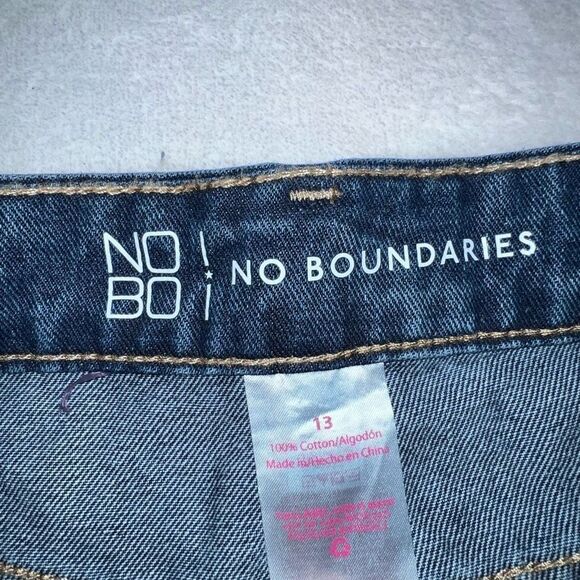 NO
BO
NO BOUNDARIES
13
100% Cotton/Algodón
Made in/Hecho en China